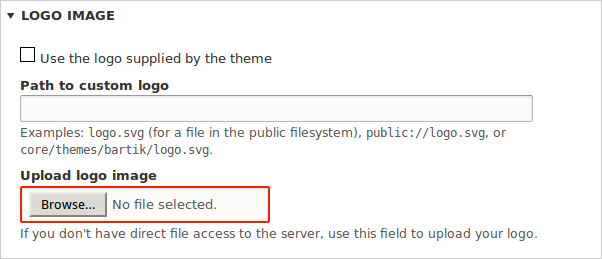 LOGO IMAGE
Use the logo supplied by the theme
Path to custom logo
Examples: logo.svg (for a file in the public filesystem), public://logo.svg, or
core/themes/bartik/logo.svg.
Upload logo image
Browse... No file selected.
If you don't have direct file access to the server, use this field to upload your logo.